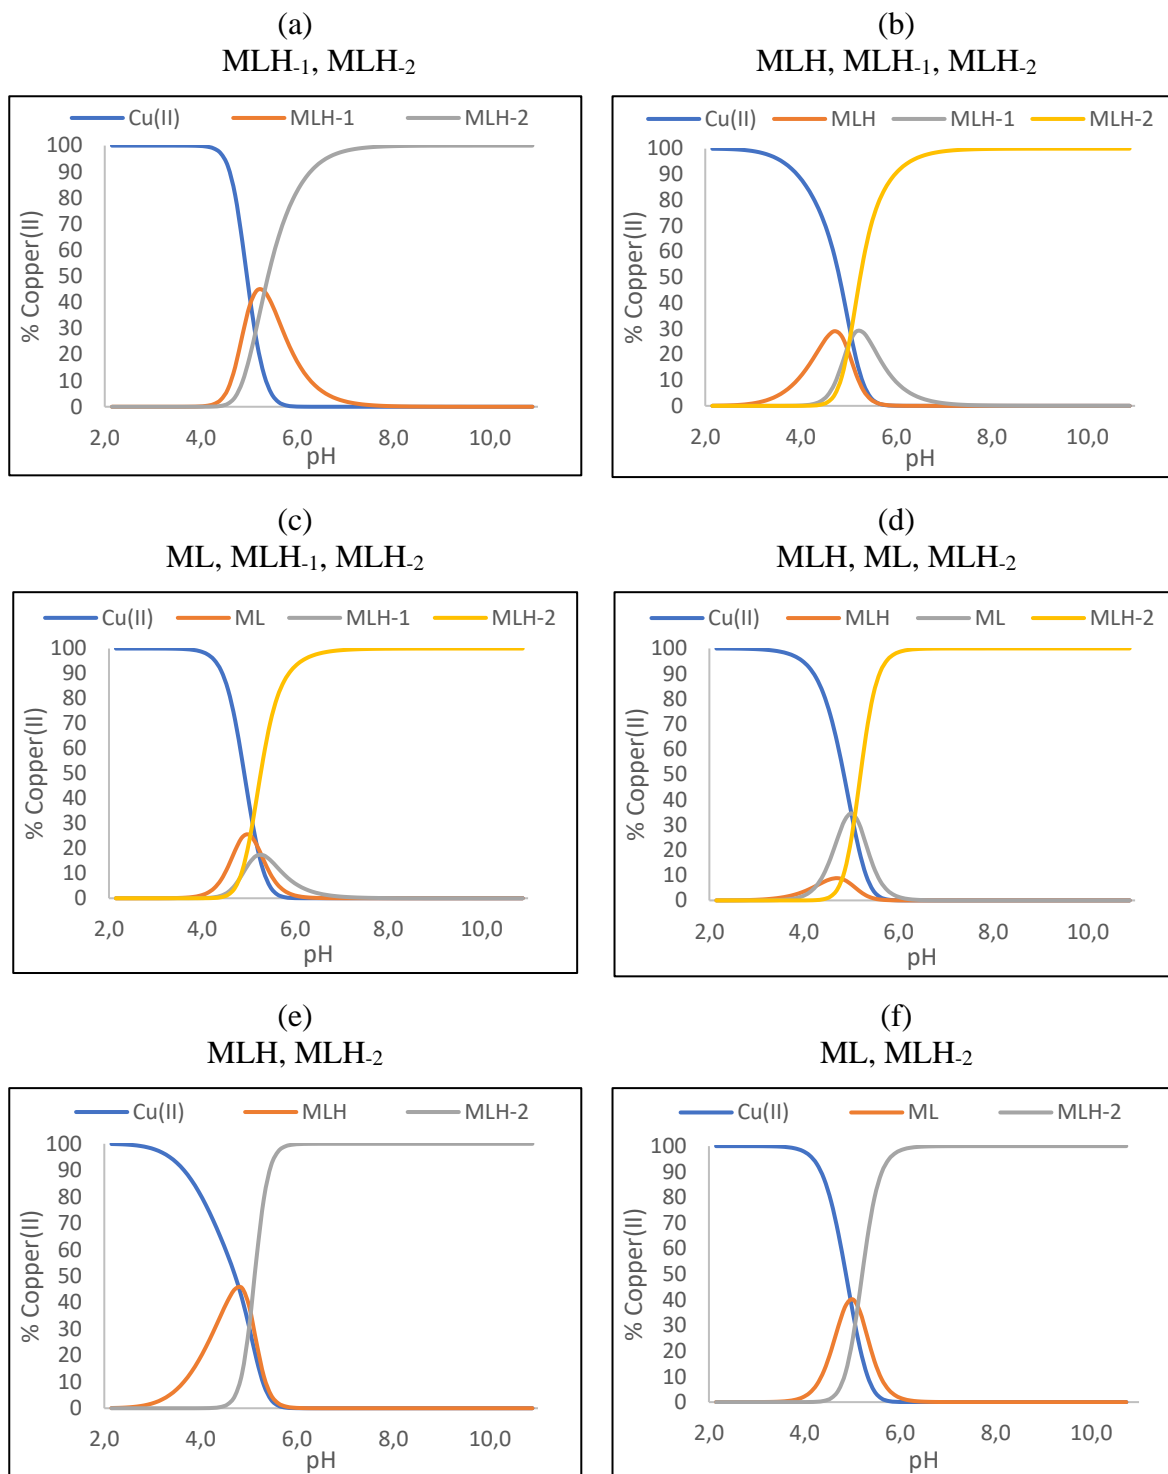 (a)
MLH-1, MLH-2
Cu(II) MLH-1 MLH-2
% Copper(II)
100
90
80
70
60
50
40
30
20
10
0
2,0 4,0 6,0 8,0 10,0
pH
(b)
MLH, MLH-1, MLH-2
Cu(II) MLH MLH-1 MLH-2
% Copper(II)
100
90
80
70
60
50
40
30
20
10
0
2,0 4,0 6,0 8,0 10,0
pH
(c)
ML, MLH-1, MLH-2
Cu(II) ML MLH-1 MLH-2
% Copper(II)
100
90
80
70
60
50
40
30
20
10
0
2,0 4,0 6,0 8,0 10,0
pH
(d)
MLH, ML, MLH-2
Cu(II) MLH ML MLH-2
% Copper(II)
100
90
80
70
60
50
40
30
20
10
0
2,0 4,0 6,0 8,0 10,0
pH
(e)
MLH, MLH-2
Cu(II) MLH MLH-2
% Copper(II)
100
90
80
70
60
50
40
30
20
10
0
2,0 4,0 6,0 8,0 10,0
pH
(f)
ML, MLH-2
Cu(II) ML MLH-2
% Copper(II)
100
90
80
70
60
50
40
30
20
10
0
2,0 4,0 6,0 8,0 10,0
pH